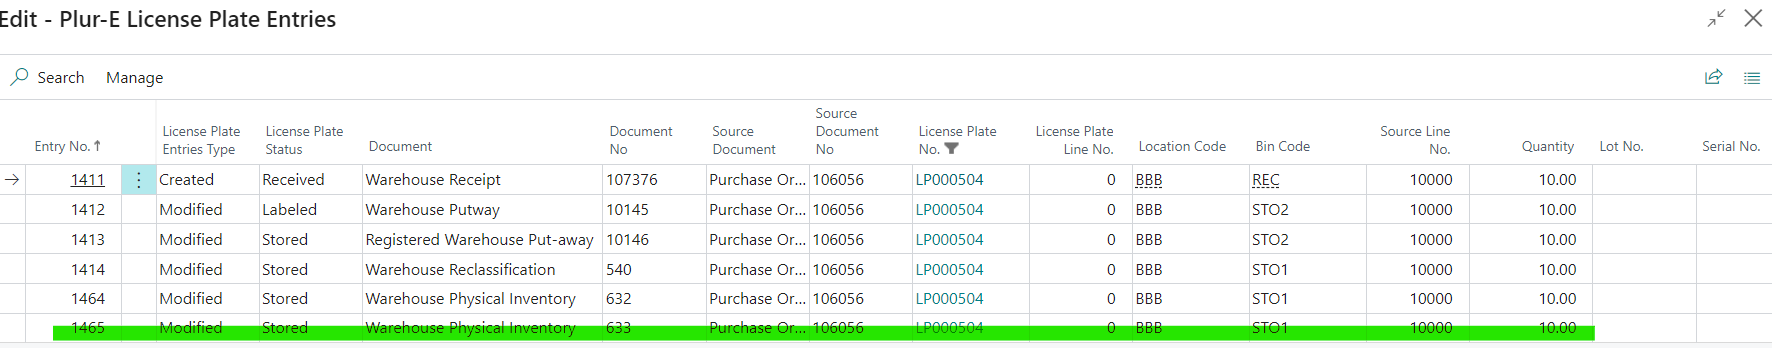 Edit - Plur-E License Plate Entries
Search Manage
Entry No.↑ License Plate Entries Type License Plate Status Document Document No Source Document Source Document No License Plate No. License Plate Line No. Location Code Bin Code Source Line No. Quantity Lot No. Serial No.
1411 Created Received Warehouse Receipt 107376 Purchase Or... 106056 LP000504 0 BBB REC 10000 10.00
1412 Modified Labeled Warehouse Putway 10145 Purchase Or... 106056 LP000504 0 BBB STO2 10000 10.00
1413 Modified Stored Registered Warehouse Put-away 10146 Purchase Or... 106056 LP000504 0 BBB STO2 10000 10.00
1414 Modified Stored Warehouse Reclassification 540 Purchase Or... 106056 LP000504 0 BBB STO1 10000 10.00
1464 Modified Stored Warehouse Physical Inventory 632 Purchase Or... 106056 LP000504 0 BBB STO1 10000 10.00
1465 Modified Stored Warehouse Physical Inventory 633 Purchase Or... 106056 LP000504 0 BBB STO1 10000 10.00